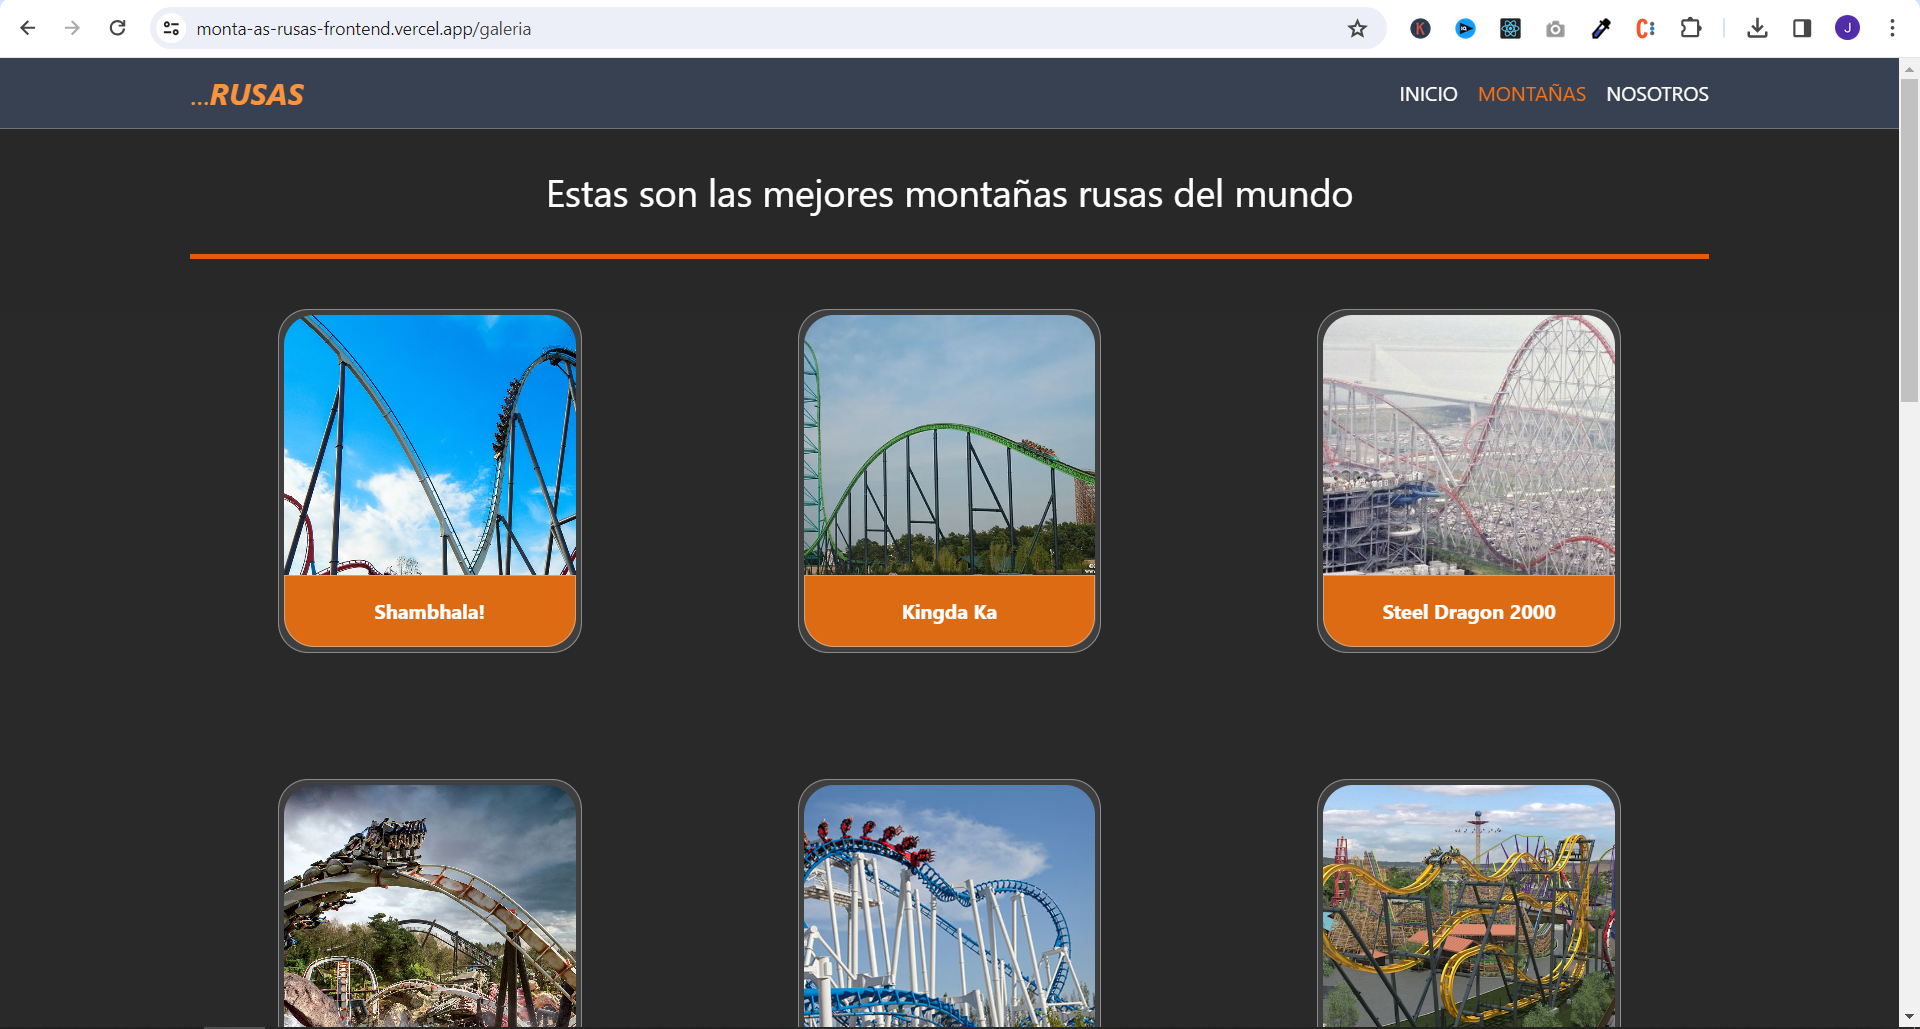 monta-as-rusas-frontend.vercel.app/galeria
J
...RUSAS
INICIO MONTAÑAS NOSOTROS
Estas son las mejores montañas rusas del mundo
Shambhala!
Kingda Ka
Steel Dragon 2000